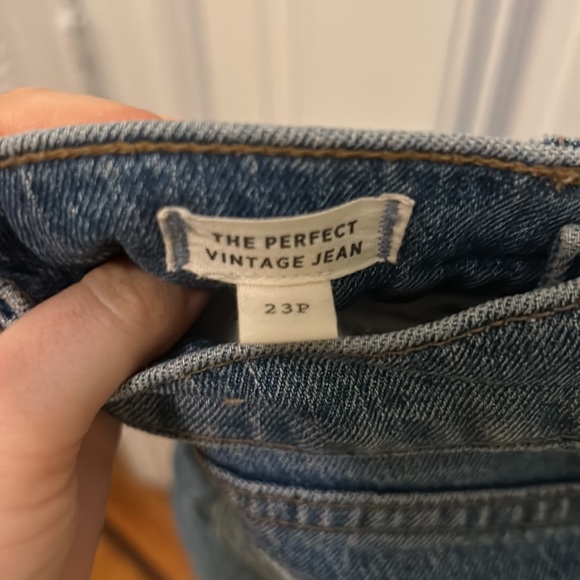 THE PERFECT
VINTAGE JEAN
23P